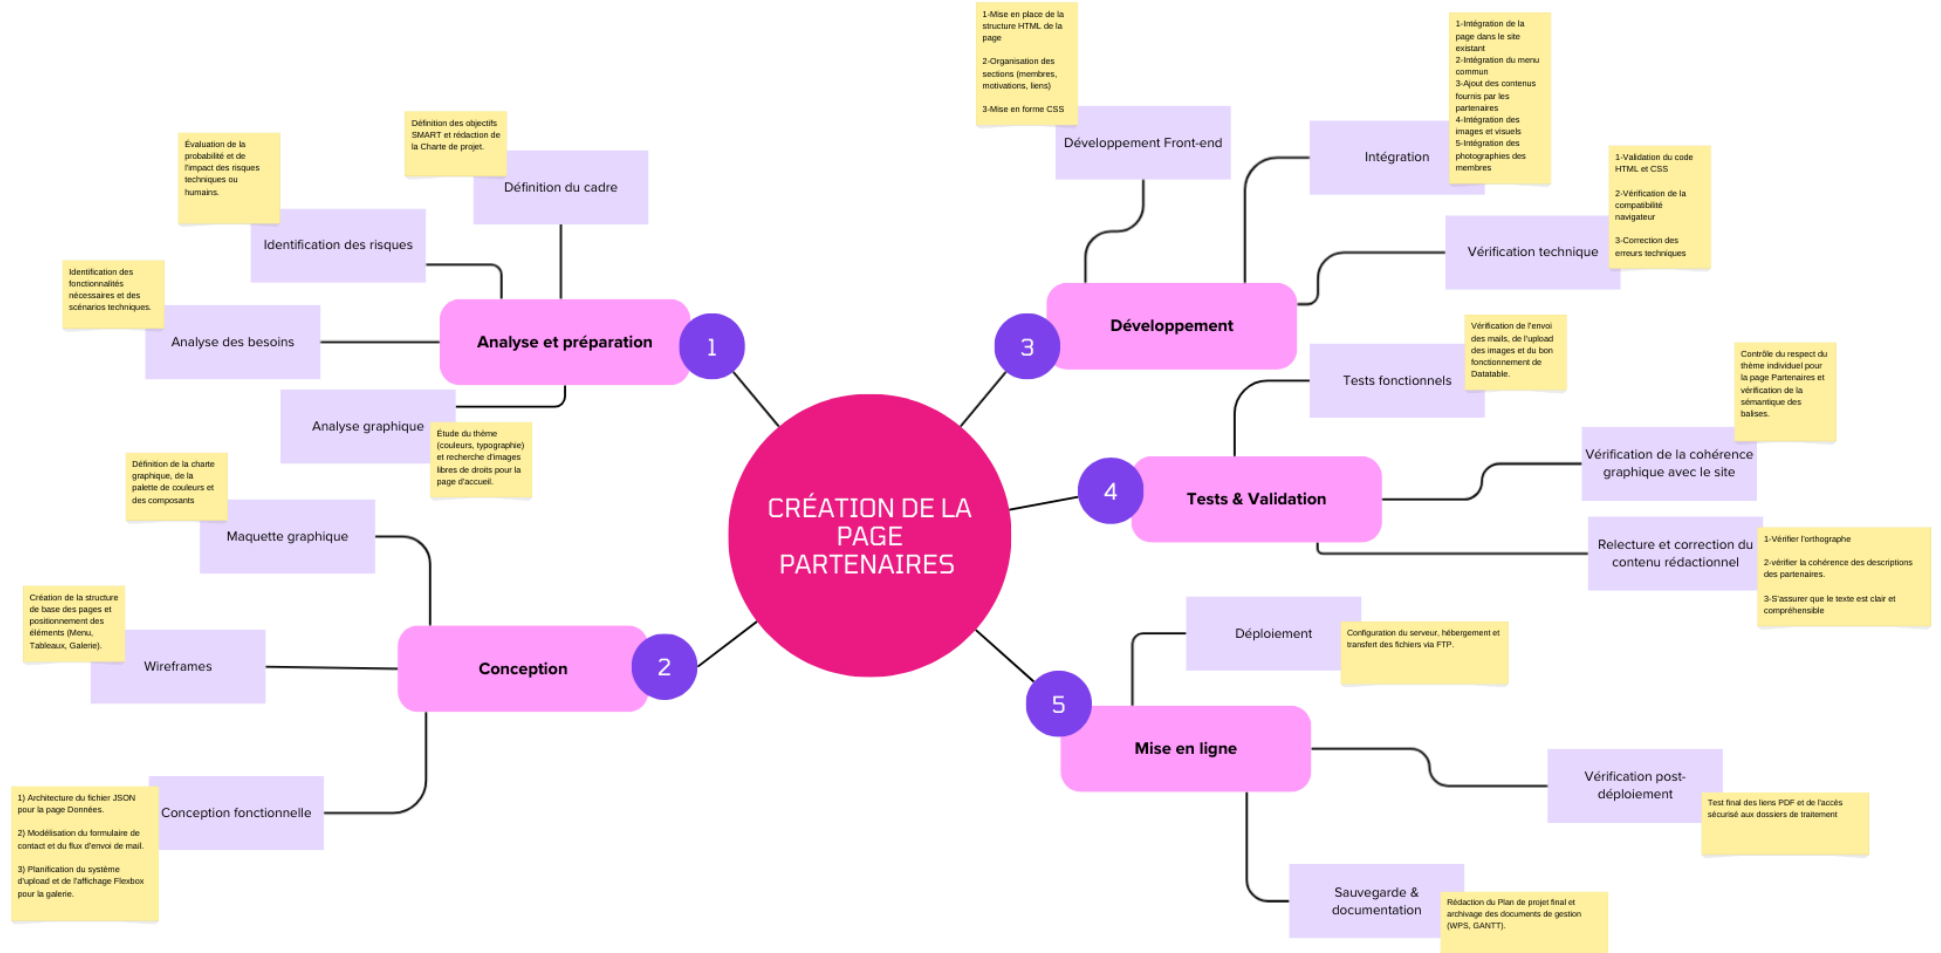 CRÉATION DE LA
PAGE
PARTENAIRES
1
Analyse et préparation
Définition du cadre
Définition des objectifs
SMART et rédaction de
la Charte de projet.
Identification des risques
Évaluation de la
probabilité et de
l'impact des risques
techniques ou
humains.
Analyse des besoins
Identification des
fonctionnalités
nécessaires et des
scénarios techniques.
Analyse graphique
Étude du thème
(couleurs, typographie)
et recherche d'images
libres de droits pour la
page d'accueil.
2
Conception
Maquette graphique
Définition de la charte
graphique, de la
palette de couleurs et
des composants
Wireframes
Création de la structure
de base des pages et
positionnement des
éléments (Menu,
Tableaux, Galerie).
Conception fonctionnelle
1) Architecture du fichier JSON
pour la page Données.
2) Modélisation du formulaire de
contact et du flux d'envoi de mail.
3) Planification du système
d'upload et de l'affichage Flexbox
pour la galerie.
3
Développement
Développement Front-end
1-Mise en place de la
structure HTML de la
page
2-Organisation des
sections (membres,
motivations, liens)
3-Mise en forme CSS
Intégration
1-Intégration de la
page dans le site
existant
2-Intégration du menu
commun
3-Ajout des contenus
fournis par les
partenaires
4-Intégration des
images et visuels
5-Intégration des
photographies des
membres
Vérification technique
1-Validation du code
HTML et CSS
2-Vérification de la
compatibilité
navigateur
3-Correction des
erreurs techniques
4
Tests & Validation
Tests fonctionnels
Vérification de l'envoi
des mails, de l'upload
des images et du bon
fonctionnement de
Datatable.
Vérification de la cohérence
graphique avec le site
Contrôle du respect du
thème individuel pour
la page Partenaires et
vérification de la
sémantique des
balises.
Relecture et correction du
contenu rédactionnel
1-Vérifier l'orthographe
2-vérifier la cohérence des descriptions
des partenaires.
3-S'assurer que le texte est clair et
compréhensible
5
Mise en ligne
Déploiement
Configuration du serveur, hébergement et
transfert des fichiers via FTP.
Vérification post-
déploiement
Test final des liens PDF et de l'accès
sécurisé aux dossiers de traitement
Sauvegarde &
documentation
Rédaction du Plan de projet final et
archivage des documents de gestion
(WPS, GANTT).